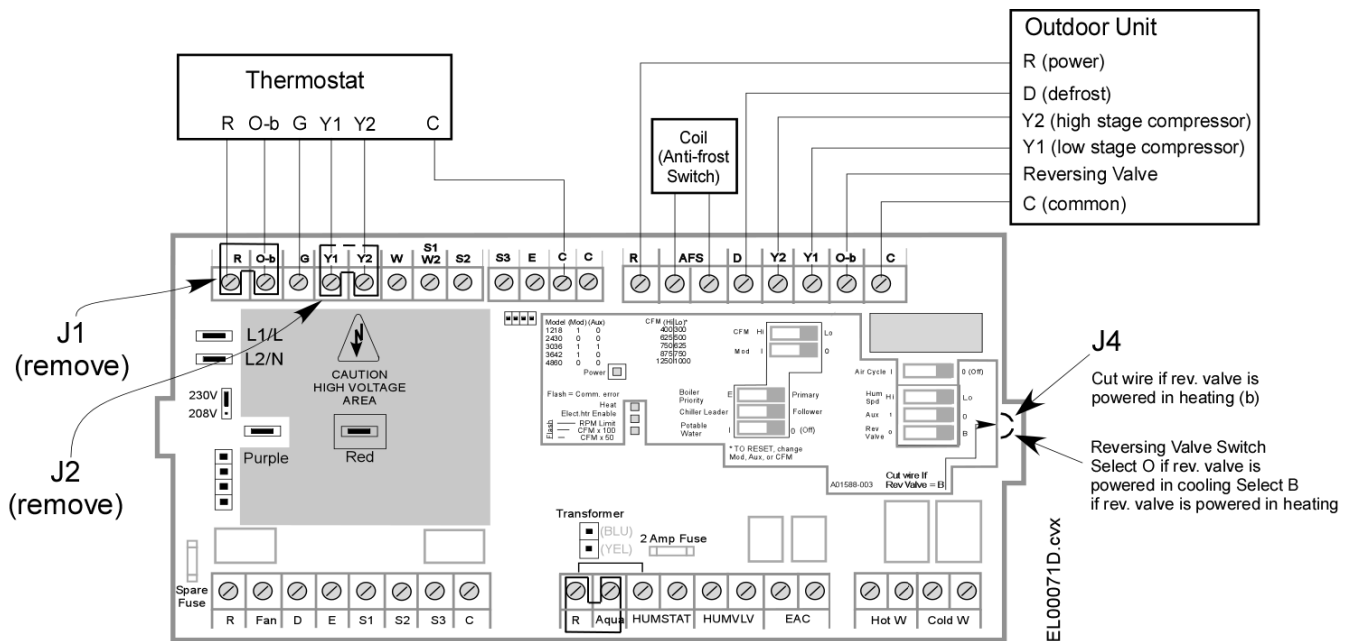 Thermostat
R O-b G Y1 Y2 C
Outdoor Unit
R (power)
D (defrost)
Y2 (high stage compressor)
Y1 (low stage compressor)
Reversing Valve
C (common)
Coil
(Anti-frost
Switch)
R O-b G Y1 Y2 W S1 W2 S2 S3 E C C
R AFS D Y2 Y1 O-b C
J1
(remove)
J2
(remove)
L1/L
L2/N
230V
208V
Purple
CAUTION
HIGH VOLTAGE
AREA
Red
Model (Mod) (Aux) CFM (Hi/Lo)*
1218 1 0 400 300
2430 0 0 625 500
3036 1 1 750 625
3642 1 0 875 750
4860 0 0 1250 1000
Power
Flash = Comm. error
Heat
Elect.htr Enable
Flash
RPM Limit
CFM x 100
CFM x 50
CFM Hi Lo
Mod I 0
Boiler
Priority E Primary
Chiller Leader Follower
Potable
Water I 0 (Off)
* TO RESET, change
Mod, Aux, or CFM
Air Cycle I 0 (Off)
Hum
Spd Hi Lo
Aux 1 0
Rev
Valve o B
Cut wire If
Rev Valve = B
A01588-003
J4
Cut wire if rev. valve is
powered in heating (b)
Reversing Valve Switch
Select O if rev. valve is
powered in cooling Select B
if rev. valve is powered in heating
Transformer
(BLU)
(YEL)
2 Amp Fuse
Spare
Fuse
R Fan D E S1 S2 S3 C
R Aqua HUMSTAT HUMVLV EAC
Hot W Cold W
EL00071D.cvx